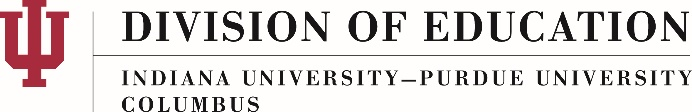 DIVISION OF EDUCATION
INDIANA UNIVERSITY–PURDUE UNIVERSITY
COLUMBUS